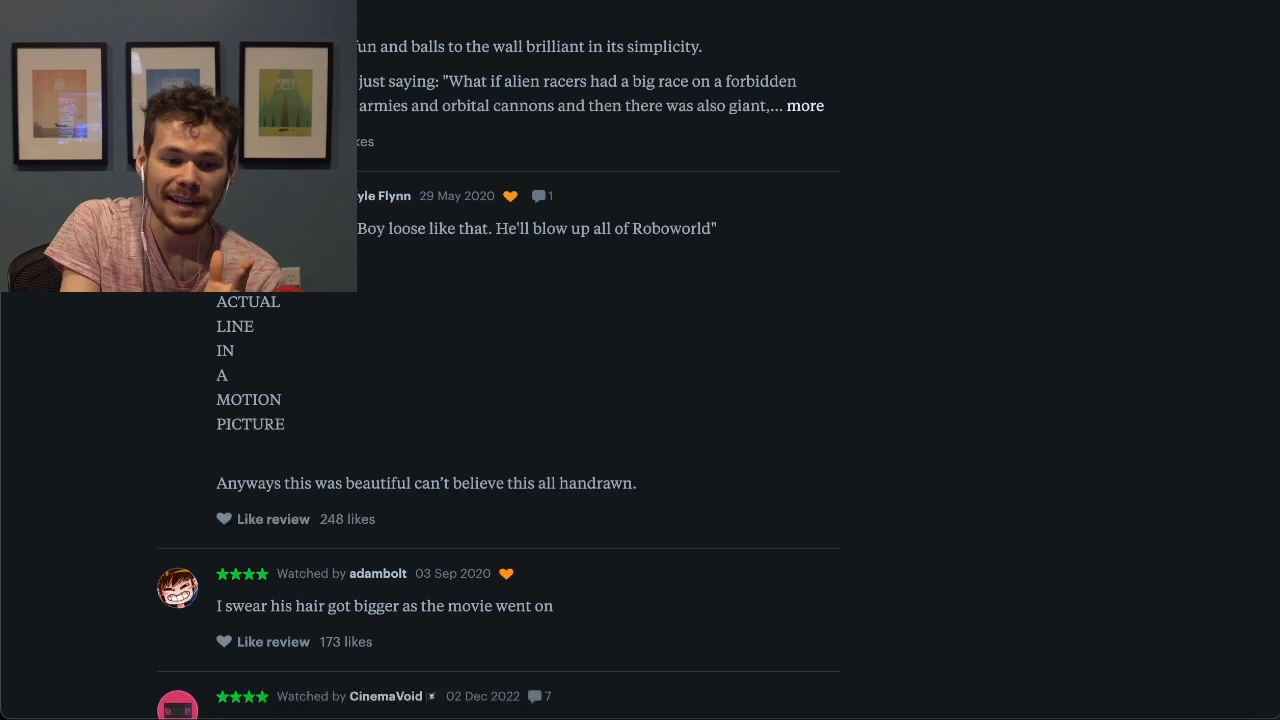 fun and balls to the wall brilliant in its simplicity.
just saying: "What if alien racers had a big race on a forbidden
armies and orbital cannons and then there was also giant,... more
kes
yle Flynn 29 May 2020 1
Boy loose like that. He'll blow up all of Roboworld"
ACTUAL
LINE
IN
A
MOTION
PICTURE
Anyways this was beautiful can't believe this all handrawn.
Like review 248 likes
Watched by adambolt 03 Sep 2020
I swear his hair got bigger as the movie went on
Like review 173 likes
Watched by CinemaVoid 02 Dec 2022 7